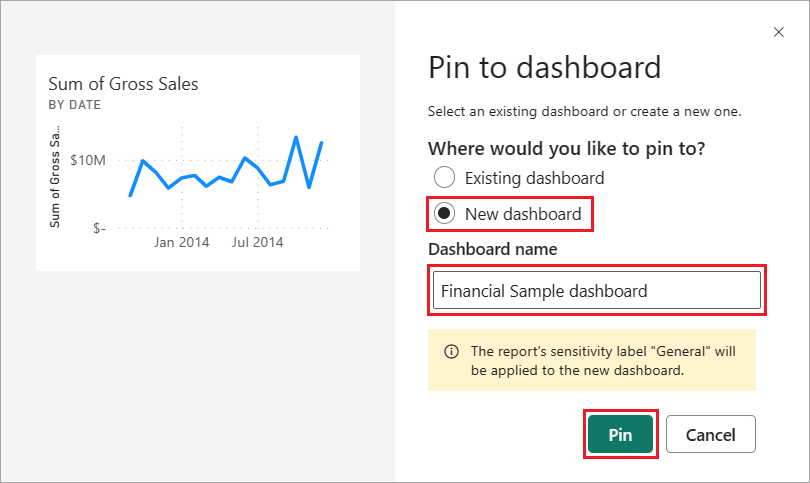 Sum of Gross Sales
BY DATE
Sum of Gross Sa...
$10M
$-
Jan 2014
Jul 2014
Pin to dashboard
Select an existing dashboard or create a new one.
Where would you like to pin to?
Existing dashboard
New dashboard
Dashboard name
Financial Sample dashboard
The report's sensitivity label "General" will
be applied to the new dashboard.
Pin
Cancel